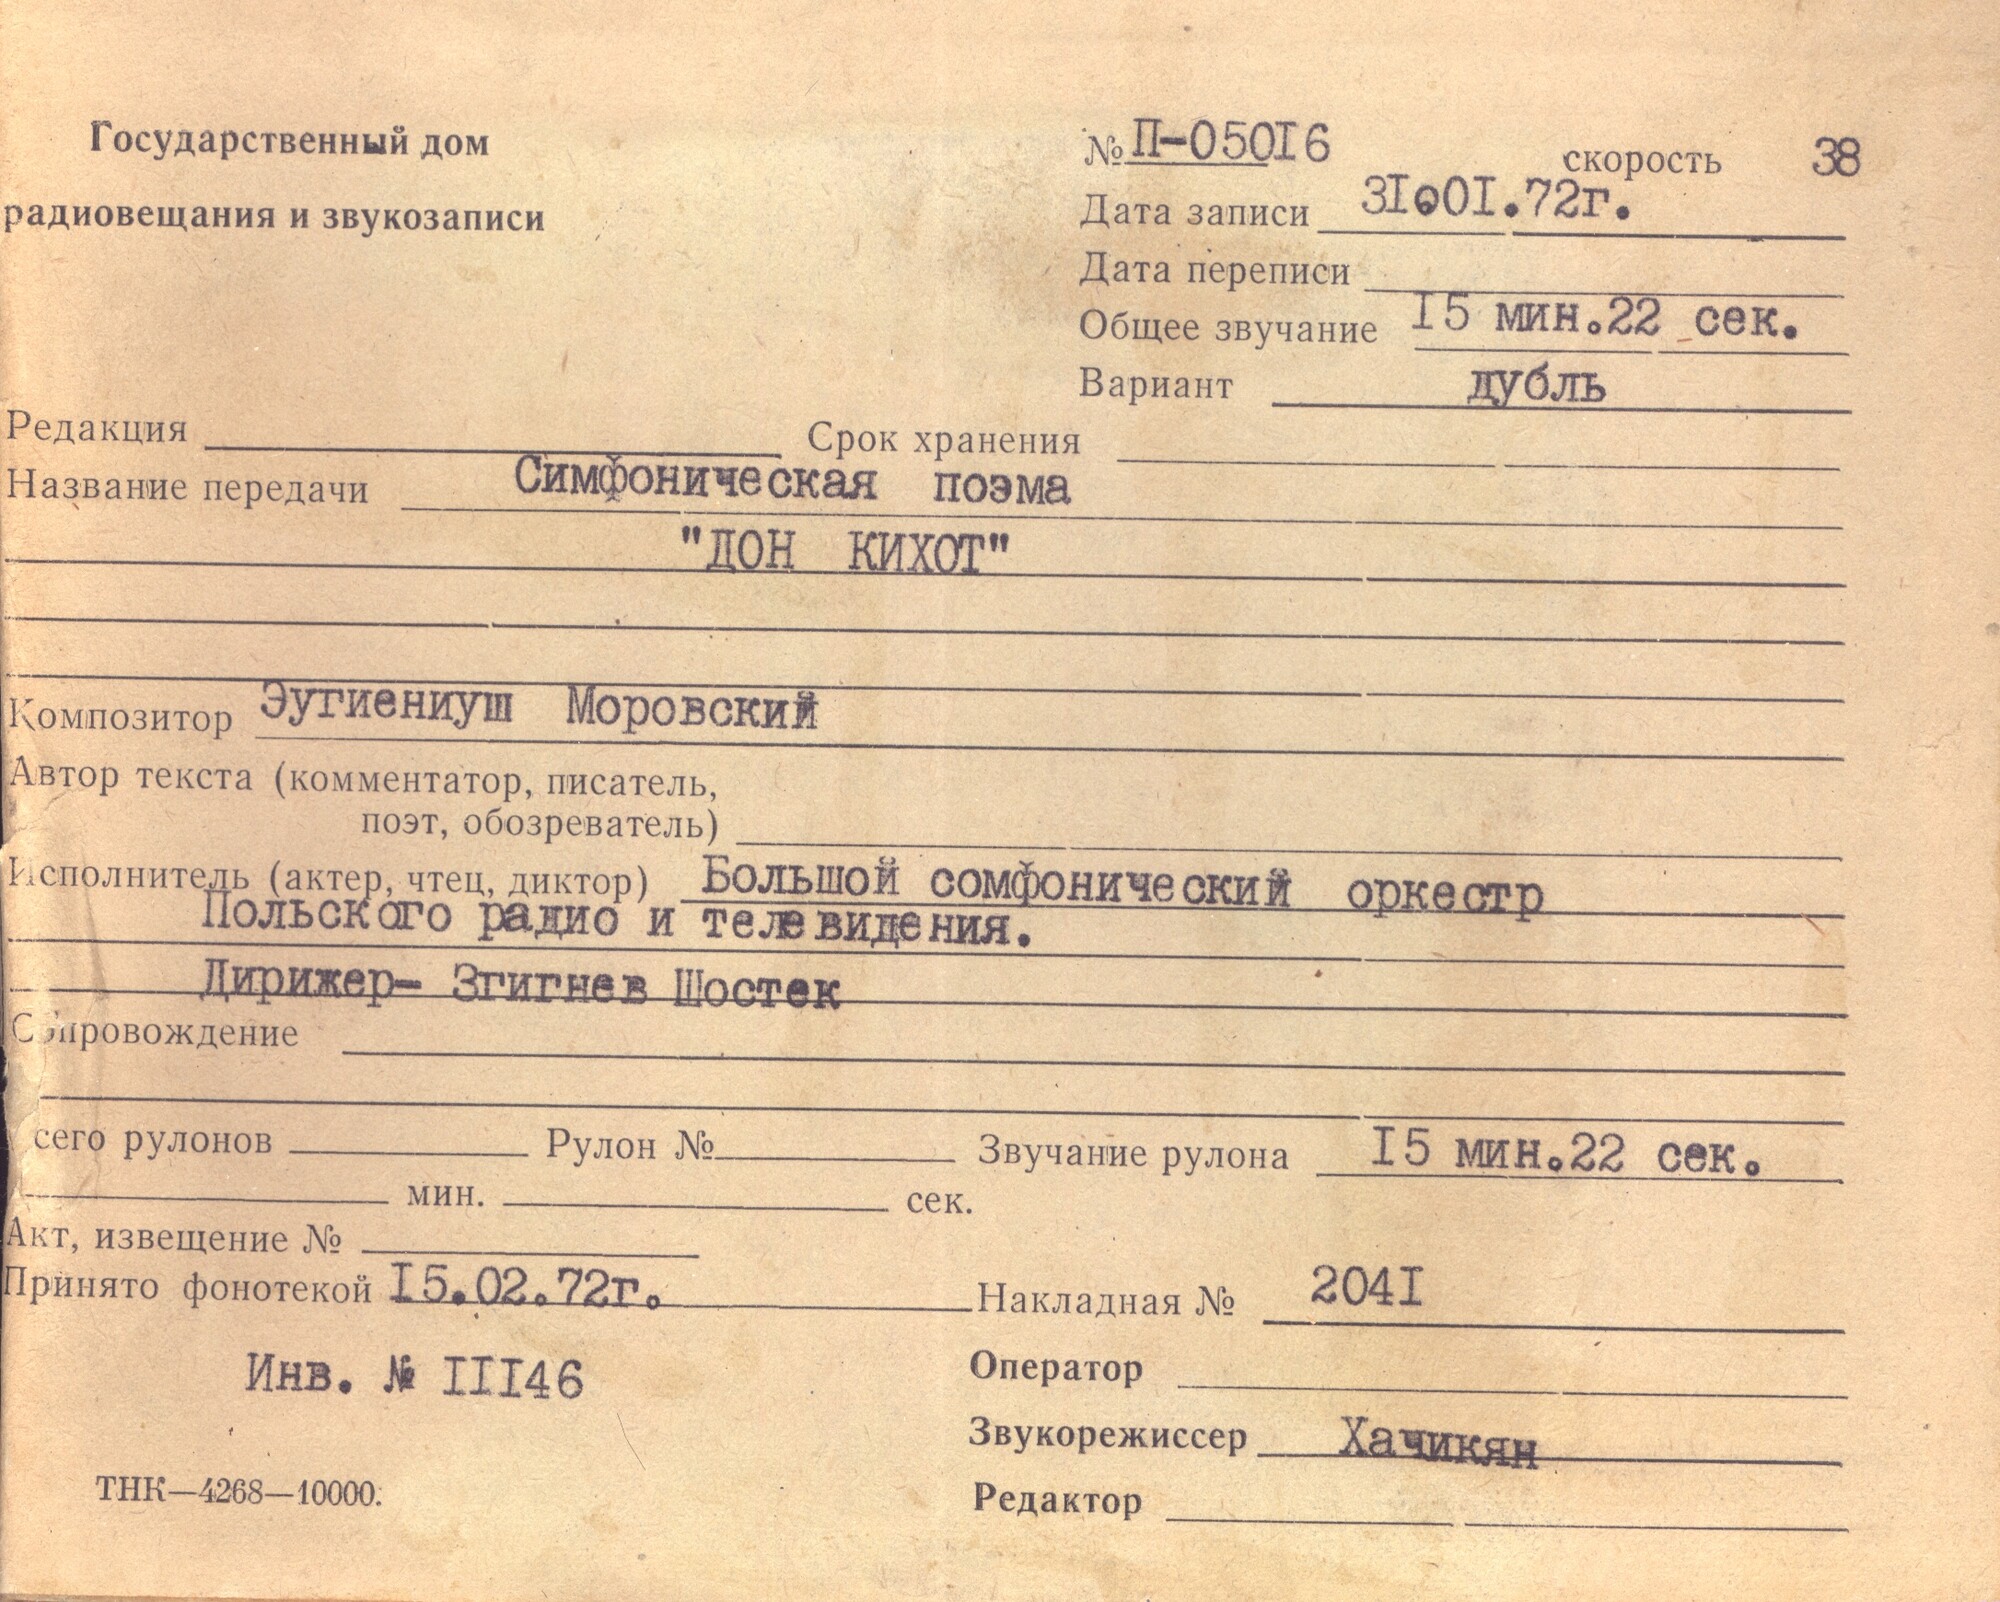 Государственный дом
радиовещания и звукозаписи
№ П-05016 скорость 38
Дата записи 31.01.72г.
Дата переписи
Общее звучание 15 мин.22 сек.
Вариант дубль
Редакция Срок хранения
Название передачи Симфоническая поэма
"ДОН КИХОТ"
Композитор Эугиениуш Моровский
Автор текста (комментатор, писатель,
поэт, обозреватель)
Исполнитель (актер, чтец, диктор) Большой сомфонический оркестр
Польского радио и телевидения.
Дирижер- Згигнев Шостек
Сопровождение
сего рулонов Рулон № Звучание рулона 15 мин.22 сек.
мин. сек.
Акт, извещение №
Принято фонотекой 15.02.72г. Накладная № 2041
Инв. № 11146
Оператор
Звукорежиссер Хачикян
ТНК—4268—10000.
Редактор